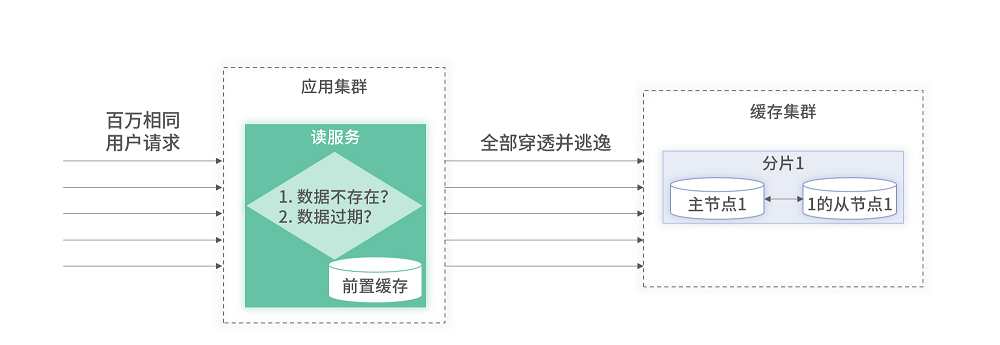 百万相同
用户请求
应用集群
读服务
1. 数据不存在?
2. 数据过期?
前置缓存
全部穿透并逃逸
缓存集群
分片1
主节点1
1的从节点1